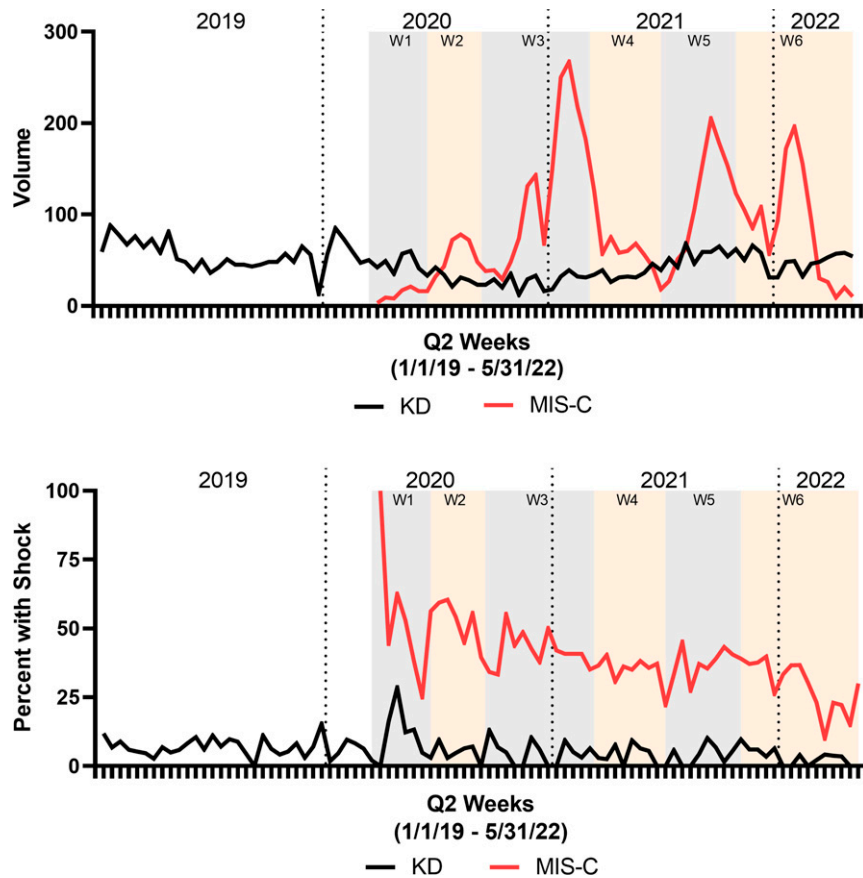 2019 2020 2021 2022
300
W1 W2 W3 W4 W5 W6
200
Volume
100
0
Q2 Weeks
(1/1/19 - 5/31/22)
KD MIS-C
2019 2020 2021 2022
100
W1 W2 W3 W4 W5 W6
75
Percent with Shock
50
25
0
Q2 Weeks
(1/1/19 - 5/31/22)
KD MIS-C